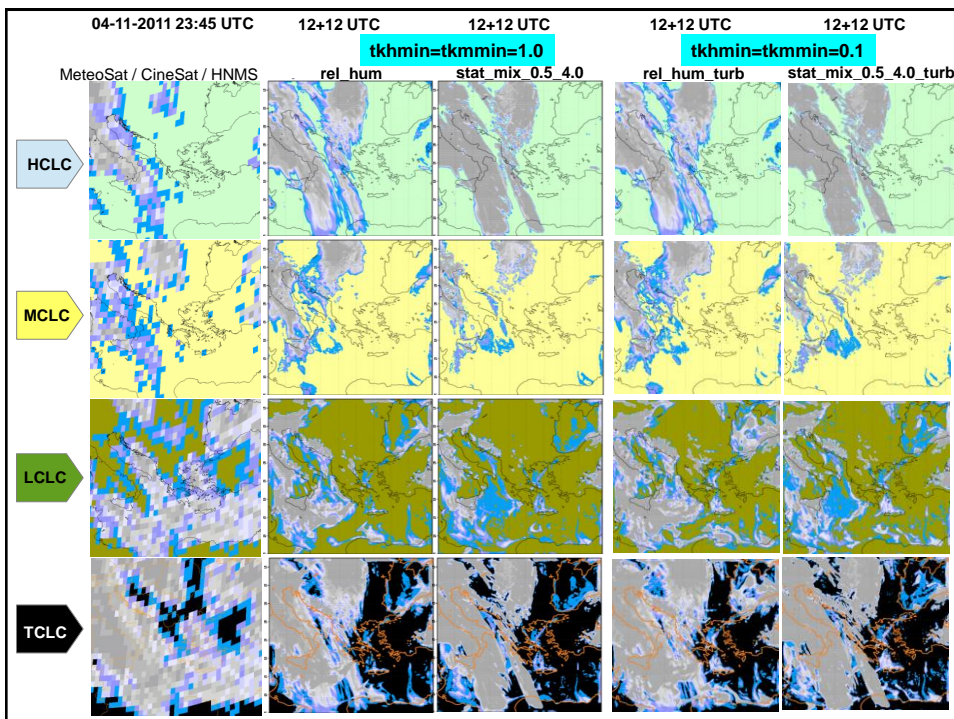 04-11-2011 23:45 UTC 12+12 UTC 12+12 UTC 12+12 UTC 12+12 UTC
tkhmin=tkmmin=1.0 tkhmin=tkmmin=0.1
MeteoSat / CineSat / HNMS rel_hum stat_mix_0.5_4.0 rel_hum_turb stat_mix_0.5_4.0_turb
HCLC
MCLC
LCLC
TCLC